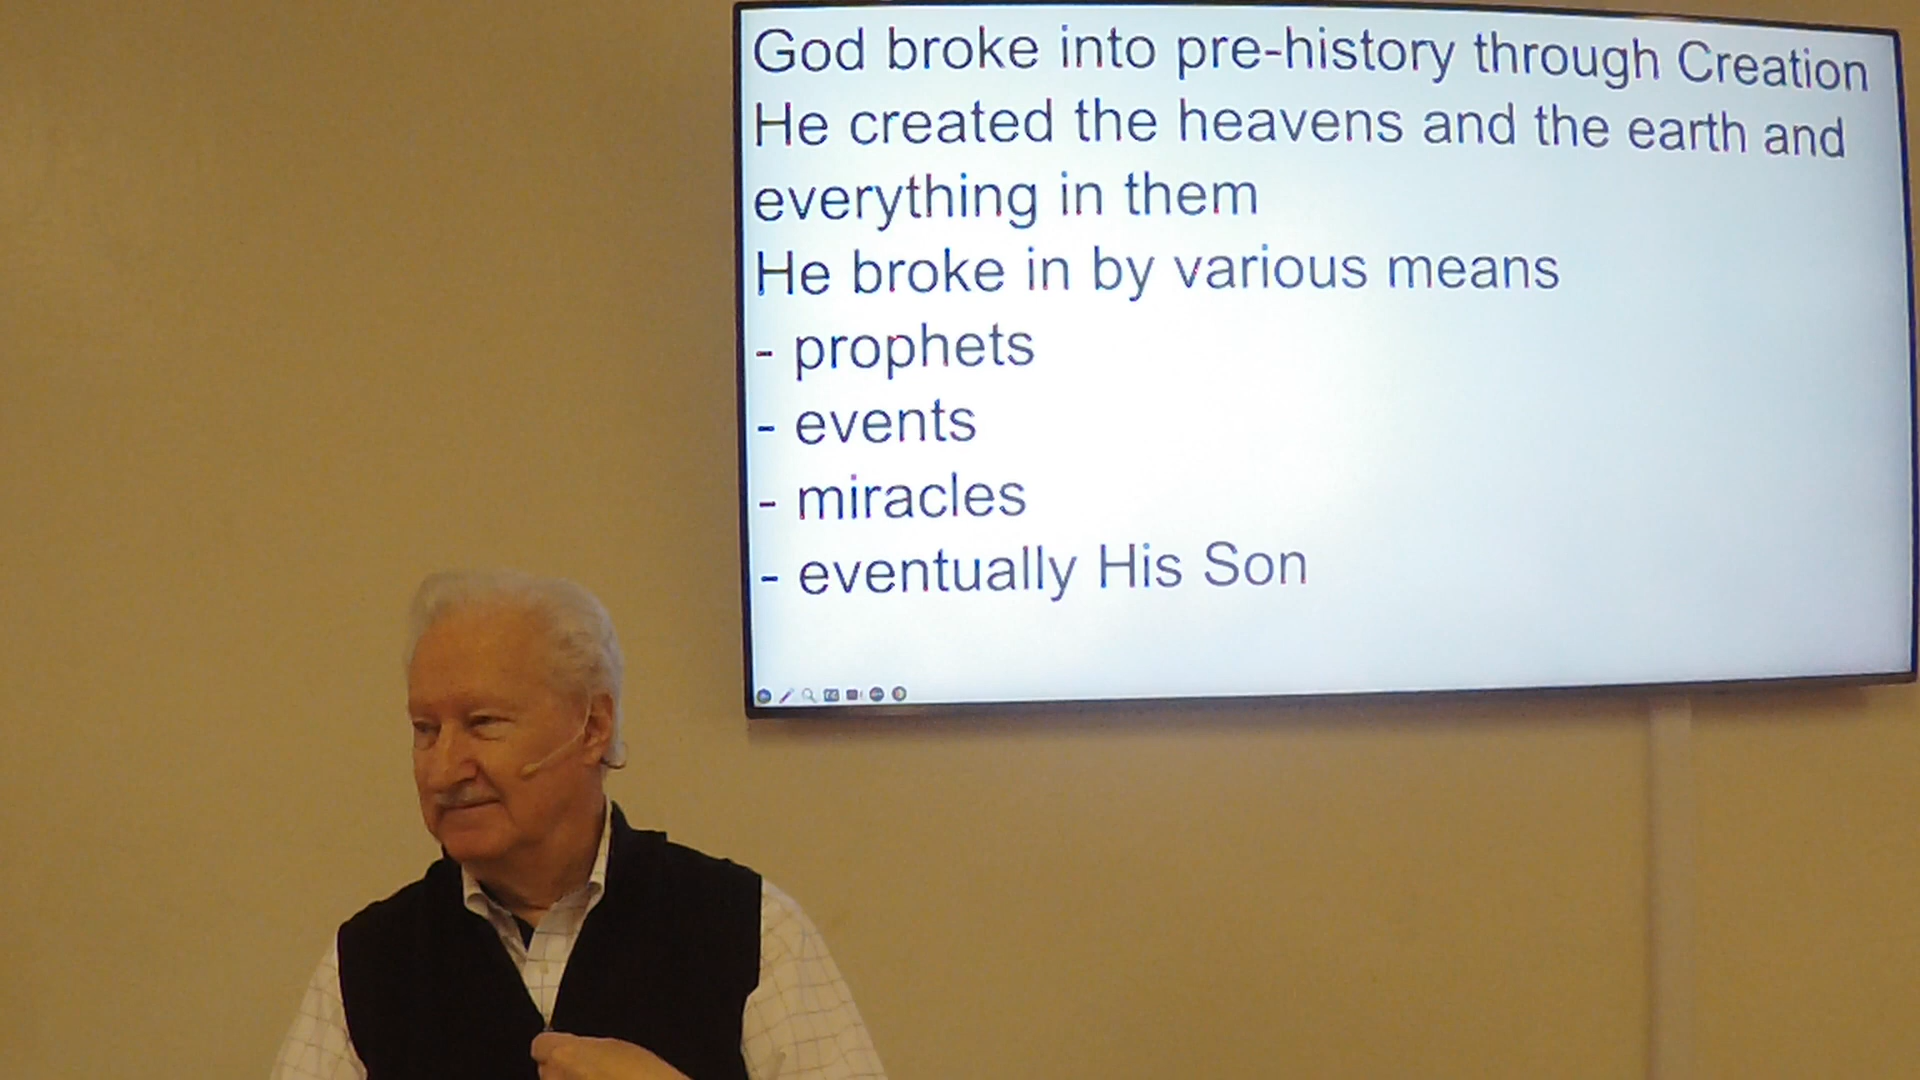 God broke into pre-history through Creation
He created the heavens and the earth and
everything in them
He broke in by various means
- prophets
- events
- miracles
- eventually His Son